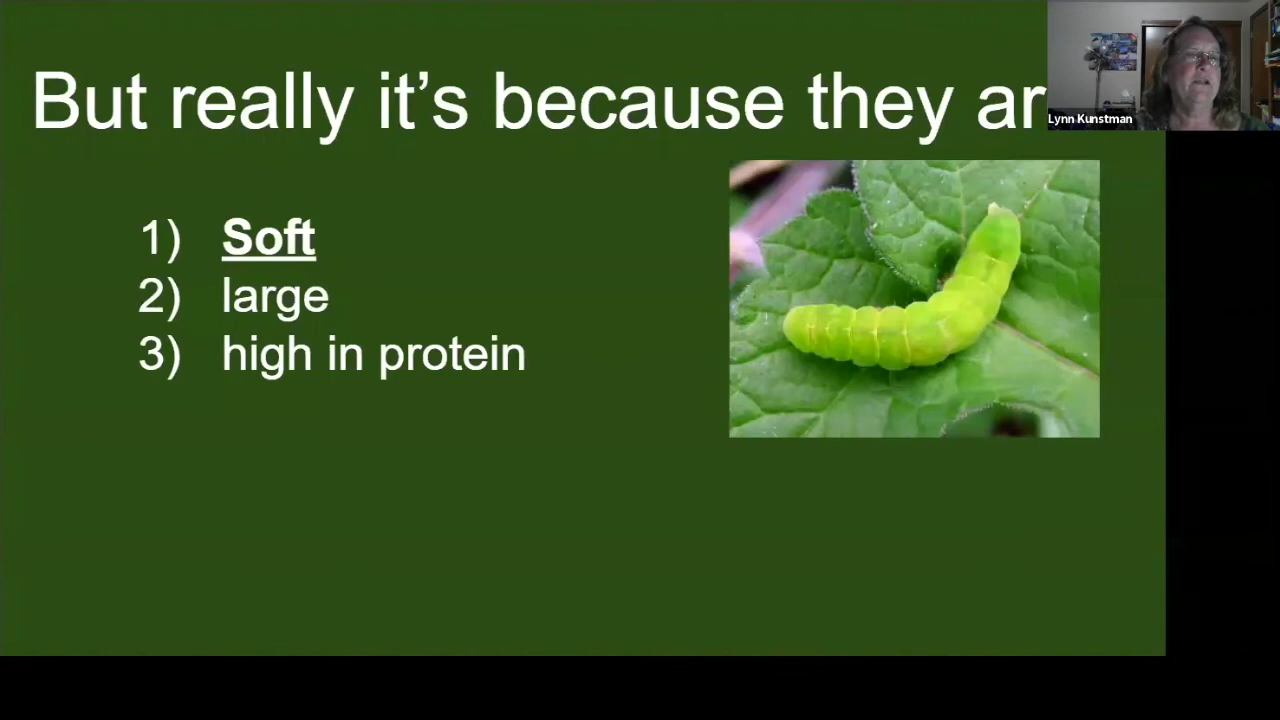 But really it's because they ar
Lynn Kunstman
1) Soft
2) large
3) high in protein